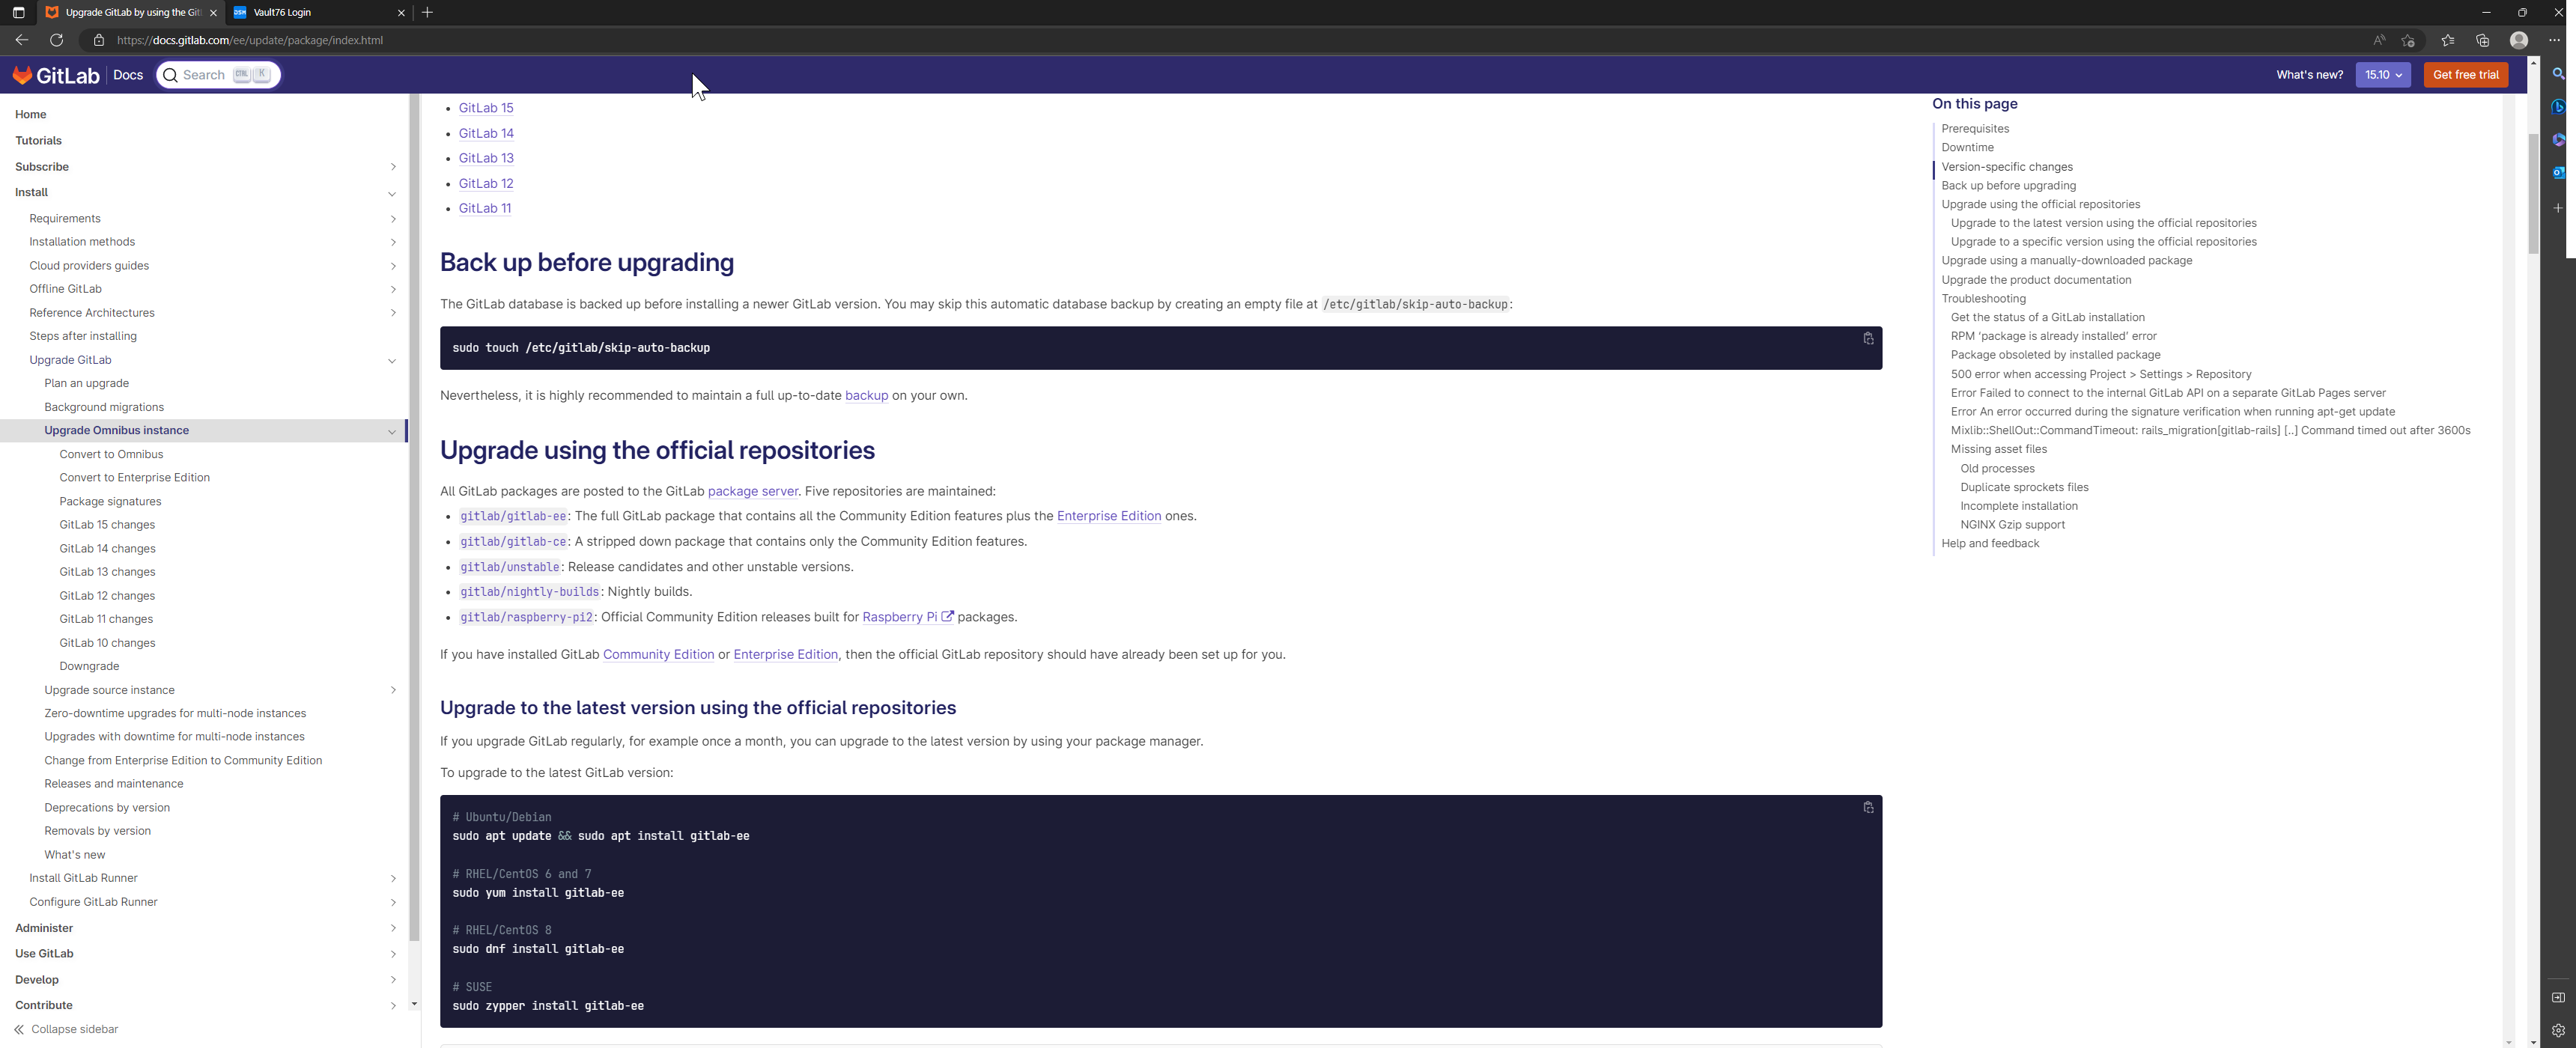 Upgrade GitLab by using the Git
Vault76 Login
https://docs.gitlab.com/ee/update/package/index.html
GitLab Docs
Search CTRL K
What's new?
15.10
Get free trial
Home
Tutorials
Subscribe
Install
Requirements
Installation methods
Cloud providers guides
Offline GitLab
Reference Architectures
Steps after installing
Upgrade GitLab
Plan an upgrade
Background migrations
Upgrade Omnibus instance
Convert to Omnibus
Convert to Enterprise Edition
Package signatures
GitLab 15 changes
GitLab 14 changes
GitLab 13 changes
GitLab 12 changes
GitLab 11 changes
GitLab 10 changes
Downgrade
Upgrade source instance
Zero-downtime upgrades for multi-node instances
Upgrades with downtime for multi-node instances
Change from Enterprise Edition to Community Edition
Releases and maintenance
Deprecations by version
Removals by version
What's new
Install GitLab Runner
Configure GitLab Runner
Administer
Use GitLab
Develop
Contribute
Collapse sidebar
• GitLab 15
• GitLab 14
• GitLab 13
• GitLab 12
• GitLab 11
Back up before upgrading
The GitLab database is backed up before installing a newer GitLab version. You may skip this automatic database backup by creating an empty file at /etc/gitlab/skip-auto-backup:
sudo touch /etc/gitlab/skip-auto-backup
Nevertheless, it is highly recommended to maintain a full up-to-date backup on your own.
Upgrade using the official repositories
All GitLab packages are posted to the GitLab package server. Five repositories are maintained:
• gitlab/gitlab-ee: The full GitLab package that contains all the Community Edition features plus the Enterprise Edition ones.
• gitlab/gitlab-ce: A stripped down package that contains only the Community Edition features.
• gitlab/unstable: Release candidates and other unstable versions.
• gitlab/nightly-builds: Nightly builds.
• gitlab/raspberry-pi2: Official Community Edition releases built for Raspberry Pi packages.
If you have installed GitLab Community Edition or Enterprise Edition, then the official GitLab repository should have already been set up for you.
Upgrade to the latest version using the official repositories
If you upgrade GitLab regularly, for example once a month, you can upgrade to the latest version by using your package manager.
To upgrade to the latest GitLab version:
# Ubuntu/Debian
sudo apt update && sudo apt install gitlab-ee
# RHEL/CentOS 6 and 7
sudo yum install gitlab-ee
# RHEL/CentOS 8
sudo dnf install gitlab-ee
# SUSE
sudo zypper install gitlab-ee
On this page
Prerequisites
Downtime
Version-specific changes
Back up before upgrading
Upgrade using the official repositories
Upgrade to the latest version using the official repositories
Upgrade to a specific version using the official repositories
Upgrade using a manually-downloaded package
Upgrade the product documentation
Troubleshooting
Get the status of a GitLab installation
RPM 'package is already installed' error
Package obsoleted by installed package
500 error when accessing Project > Settings > Repository
Error Failed to connect to the internal GitLab API on a separate GitLab Pages server
Error An error occurred during the signature verification when running apt-get update
Mixlib::ShellOut::CommandTimeout: rails_migration[gitlab-rails] [..] Command timed out after 3600s
Missing asset files
Old processes
Duplicate sprockets files
Incomplete installation
NGINX Gzip support
Help and feedback